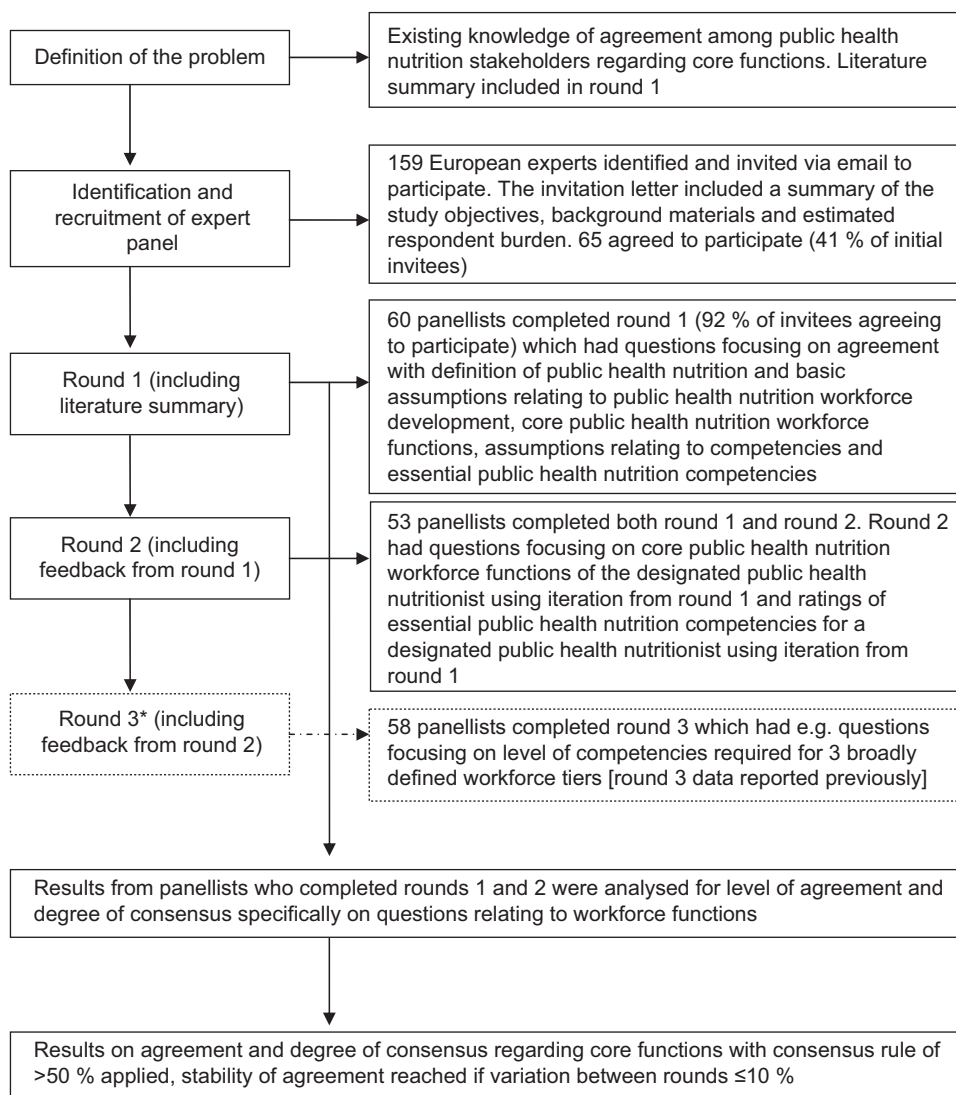 Definition of the problem
Existing knowledge of agreement among public health
nutrition stakeholders regarding core functions. Literature
summary included in round 1
Identification and
recruitment of expert
panel
159 European experts identified and invited via email to
participate. The invitation letter included a summary of the
study objectives, background materials and estimated
respondent burden. 65 agreed to participate (41 % of initial
invitees)
Round 1 (including
literature summary)
60 panellists completed round 1 (92 % of invitees agreeing
to participate) which had questions focusing on agreement
with definition of public health nutrition and basic
assumptions relating to public health nutrition workforce
development, core public health nutrition workforce
functions, assumptions relating to competencies and
essential public health nutrition competencies
Round 2 (including
feedback from round 1)
53 panellists completed both round 1 and round 2. Round 2
had questions focusing on core public health nutrition
workforce functions of the designated public health
nutritionist using iteration from round 1 and ratings of
essential public health nutrition competencies for a
designated public health nutritionist using iteration from
round 1
Round 3* (including
feedback from round 2)
58 panellists completed round 3 which had e.g. questions
focusing on level of competencies required for 3 broadly
defined workforce tiers [round 3 data reported previously]
Results from panellists who completed rounds 1 and 2 were analysed for level of agreement and
degree of consensus specifically on questions relating to workforce functions
Results on agreement and degree of consensus regarding core functions with consensus rule of
>50 % applied, stability of agreement reached if variation between rounds ≤10 %